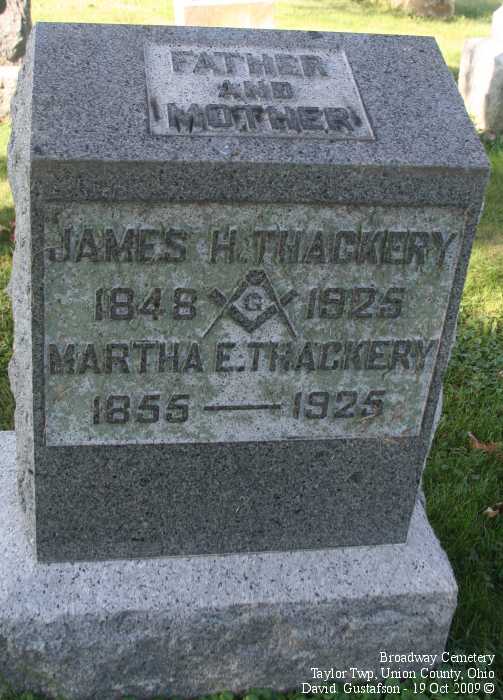 FATHER
AND
MOTHER
JAMES H. THACKERY
1848 G 1925
MARTHA E. THACKERY
1855 — 1925
Broadway Cemetery
Taylor Twp, Union County, Ohio
David Gustafson - 19 Oct 2009 ©